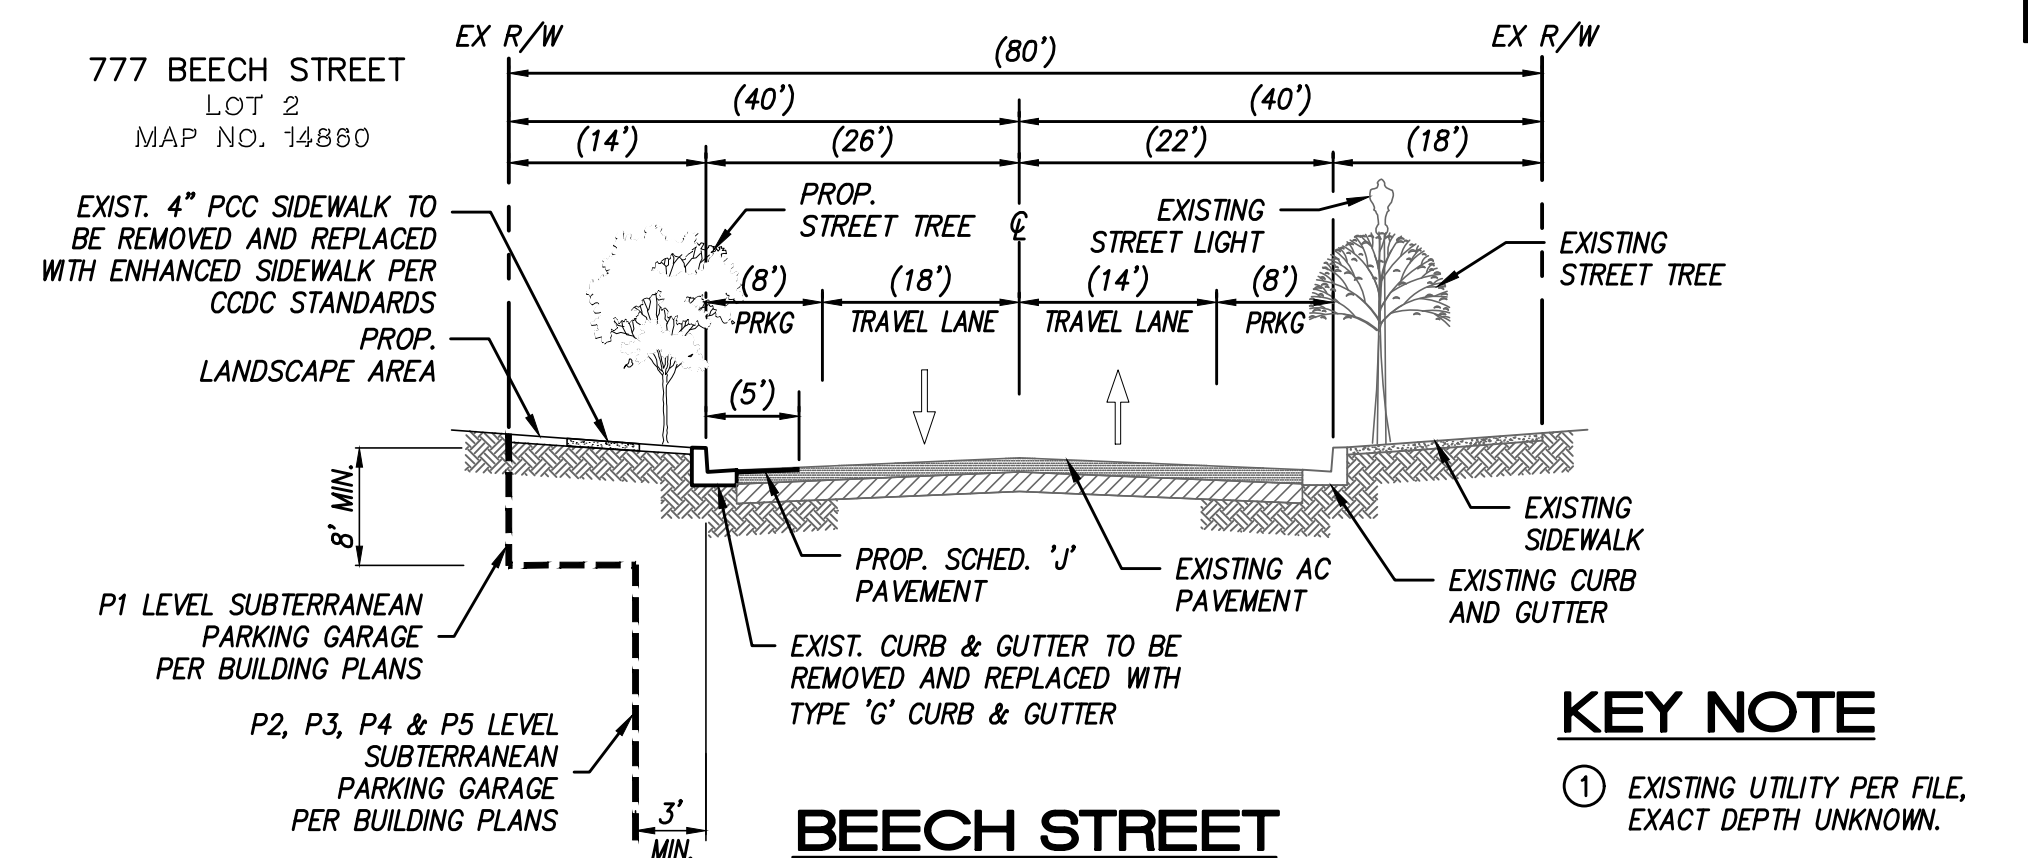 EX R/W
EX R/W
(80')
777 BEECH STREET
LOT 2
MAP NO. 14860
(40')
(40')
(14')
(26')
(22')
(18')
EXIST. 4" PCC SIDEWALK TO
BE REMOVED AND REPLACED
WITH ENHANCED SIDEWALK PER
CCDC STANDARDS
PROP.
LANDSCAPE AREA
PROP.
STREET TREE
℄
EXISTING
STREET LIGHT
EXISTING
STREET TREE
(8')
(18')
(14')
(8')
PRKG
TRAVEL LANE
TRAVEL LANE
PRKG
(5')
8' MIN.
P1 LEVEL SUBTERRANEAN
PARKING GARAGE
PER BUILDING PLANS
P2, P3, P4 & P5 LEVEL
SUBTERRANEAN
PARKING GARAGE
PER BUILDING PLANS
3'
MIN.
PROP. SCHED. 'J'
PAVEMENT
EXIST. CURB & GUTTER TO BE
REMOVED AND REPLACED WITH
TYPE 'G' CURB & GUTTER
EXISTING AC
PAVEMENT
EXISTING
SIDEWALK
EXISTING CURB
AND GUTTER
BEECH STREET
KEY NOTE
1 EXISTING UTILITY PER FILE,
EXACT DEPTH UNKNOWN.